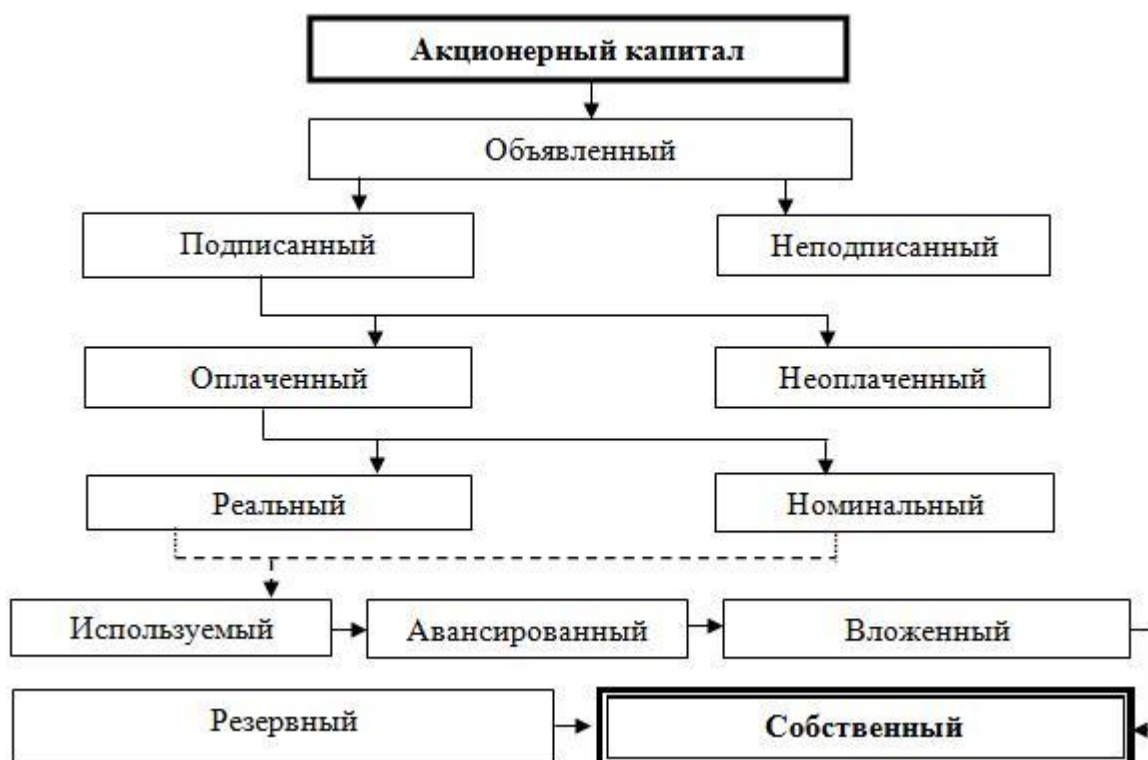 Акционерный капитал
Объявленный
Подписанный
Неподписанный
Оплаченный
Неоплаченный
Реальный
Номинальный
Используемый
Авансированный
Вложенный
Резервный
Собственный